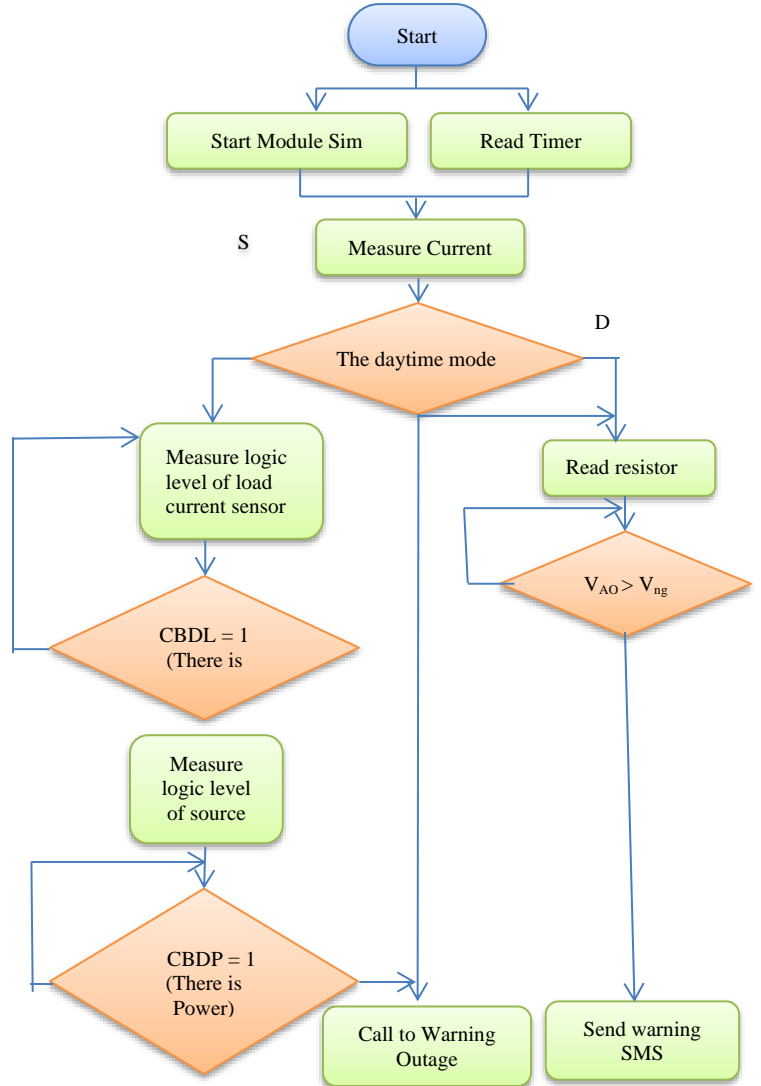 Start
Start Module Sim
Read Timer
S
Measure Current
D
The daytime mode
Measure logic
level of load
current sensor
Read resistor
V_AO > V_ng
CBDL = 1
(There is
Measure
logic level
of source
CBDP = 1
(There is
Power)
Call to Warning
Outage
Send warning
SMS